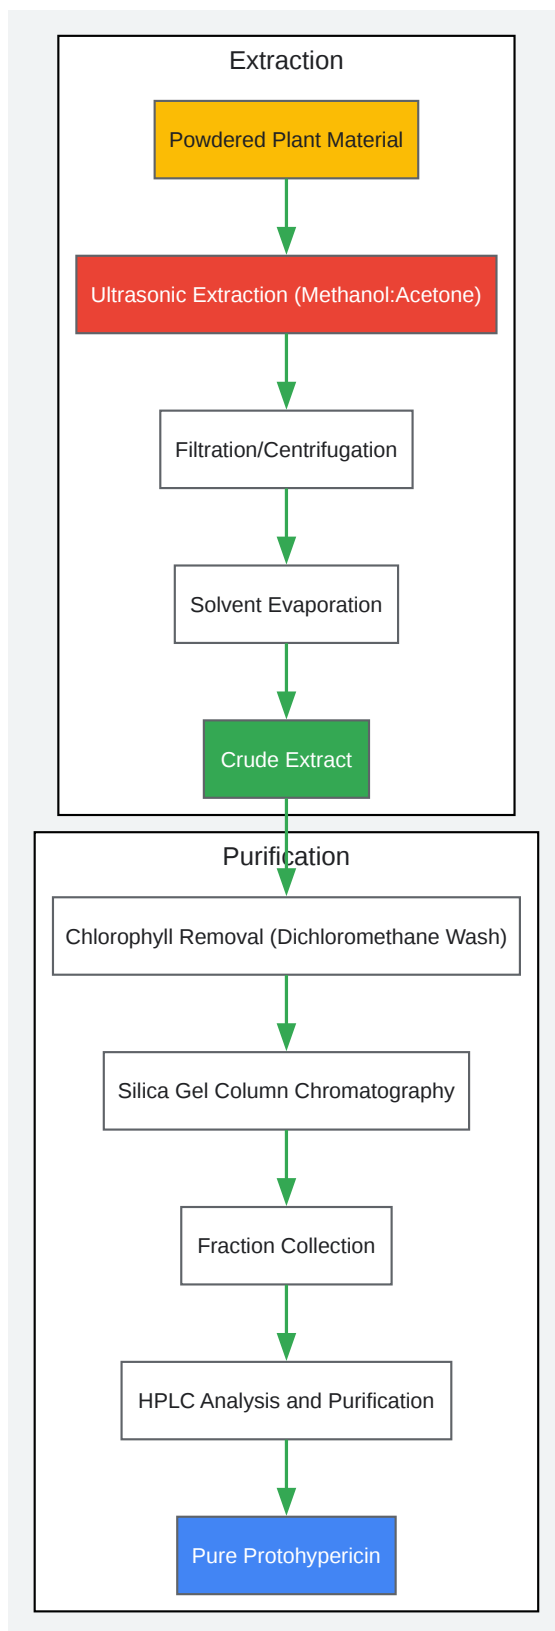 Extraction
Powdered Plant Material
Ultrasonic Extraction (Methanol:Acetone)
Filtration/Centrifugation
Solvent Evaporation
Crude Extract
Purification
Chlorophyll Removal (Dichloromethane Wash)
Silica Gel Column Chromatography
Fraction Collection
HPLC Analysis and Purification
Pure Protohypericin